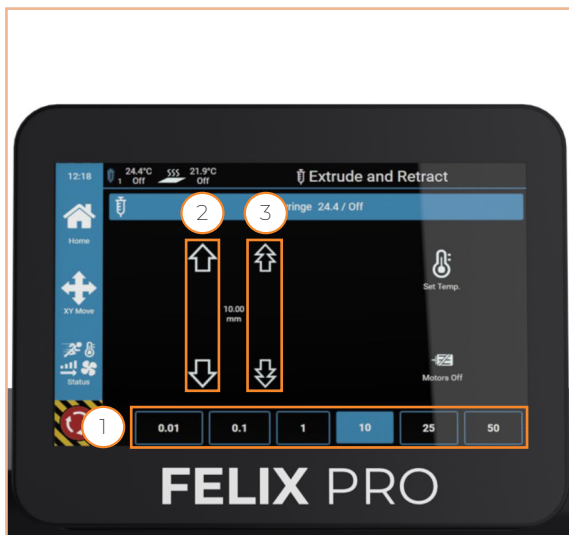 12:18
1 24.4°C Off
21.9°C Off
Extrude and Retract
2
3
ringe 24.4 / Off
Home
Set Temp.
XY Move
10.00 mm
Status
Motors Off
1
0.01 0.1 1 10 25 50
FELIX PRO